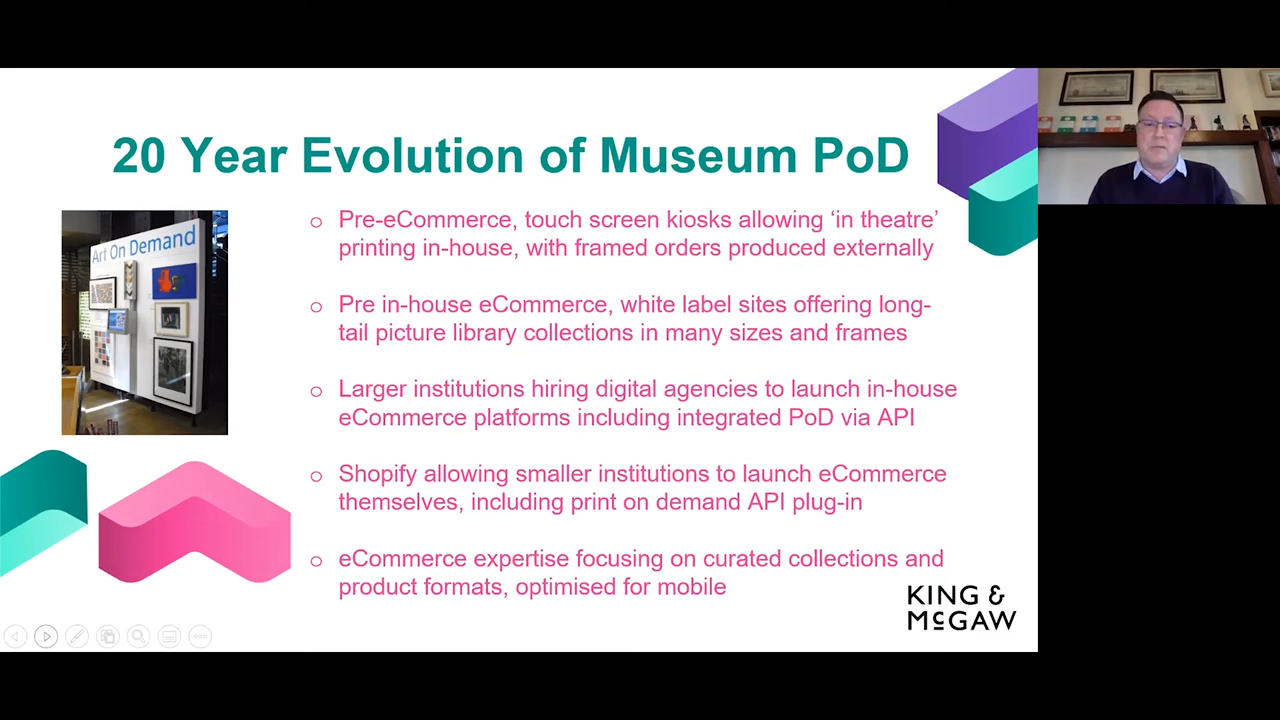 20 Year Evolution of Museum PoD
Art On Demand
o Pre-eCommerce, touch screen kiosks allowing ‘in theatre’
printing in-house, with framed orders produced externally
o Pre in-house eCommerce, white label sites offering long-
tail picture library collections in many sizes and frames
o Larger institutions hiring digital agencies to launch in-house
eCommerce platforms including integrated PoD via API
o Shopify allowing smaller institutions to launch eCommerce
themselves, including print on demand API plug-in
o eCommerce expertise focusing on curated collections and
product formats, optimised for mobile
KING &
McGAW